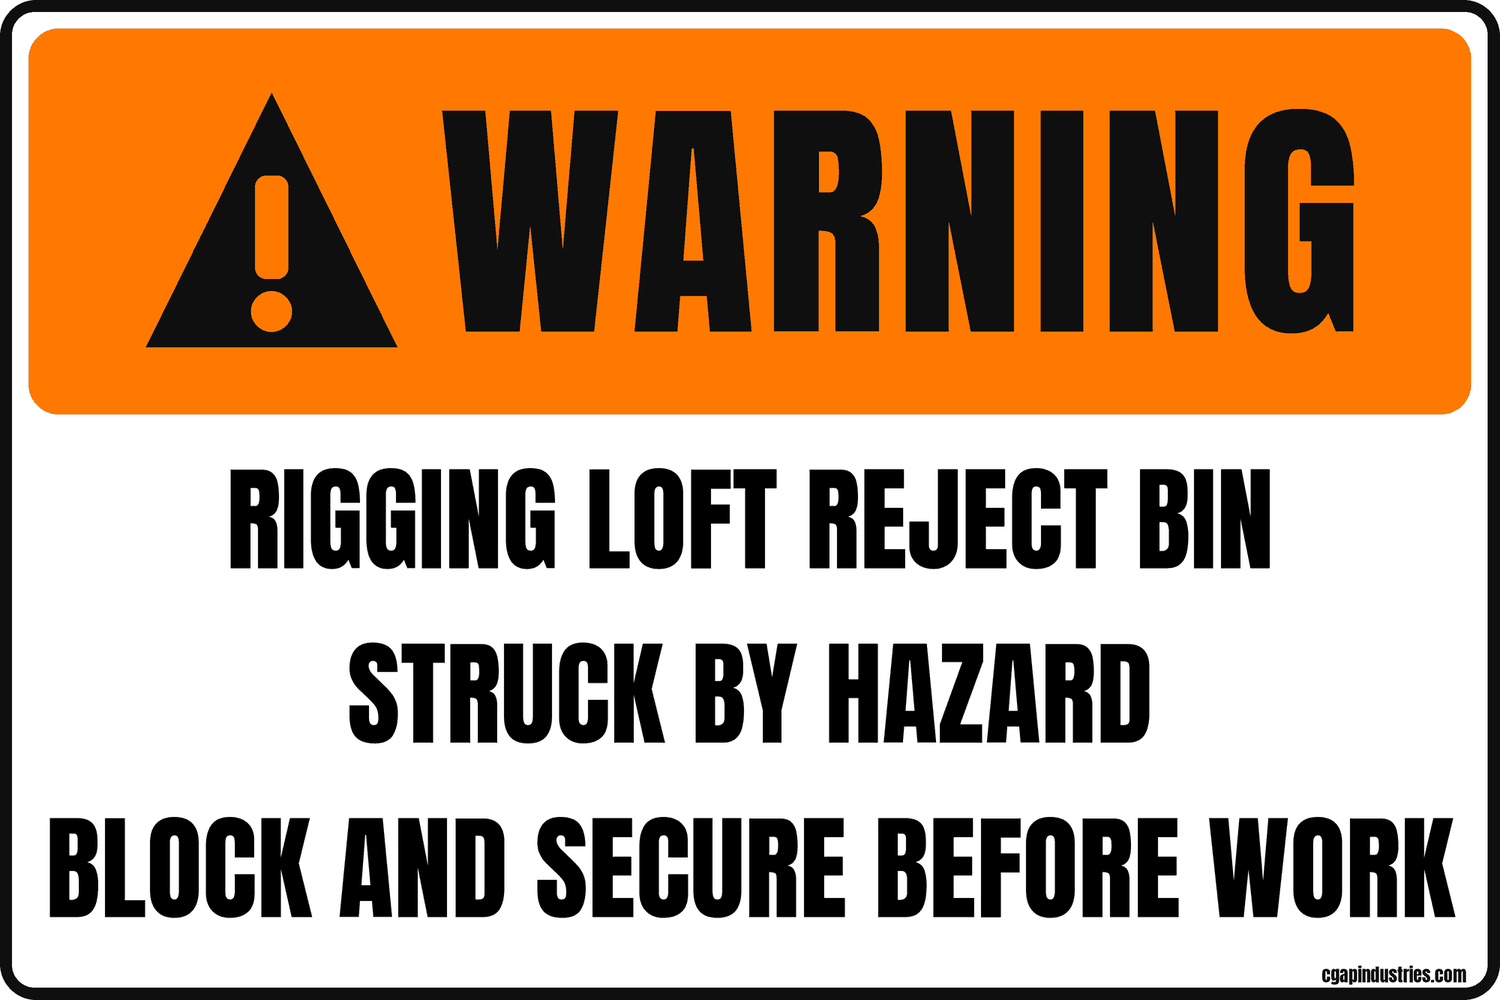 WARNING
RIGGING LOFT REJECT BIN
STRUCK BY HAZARD
BLOCK AND SECURE BEFORE WORK
cgapindustries.com